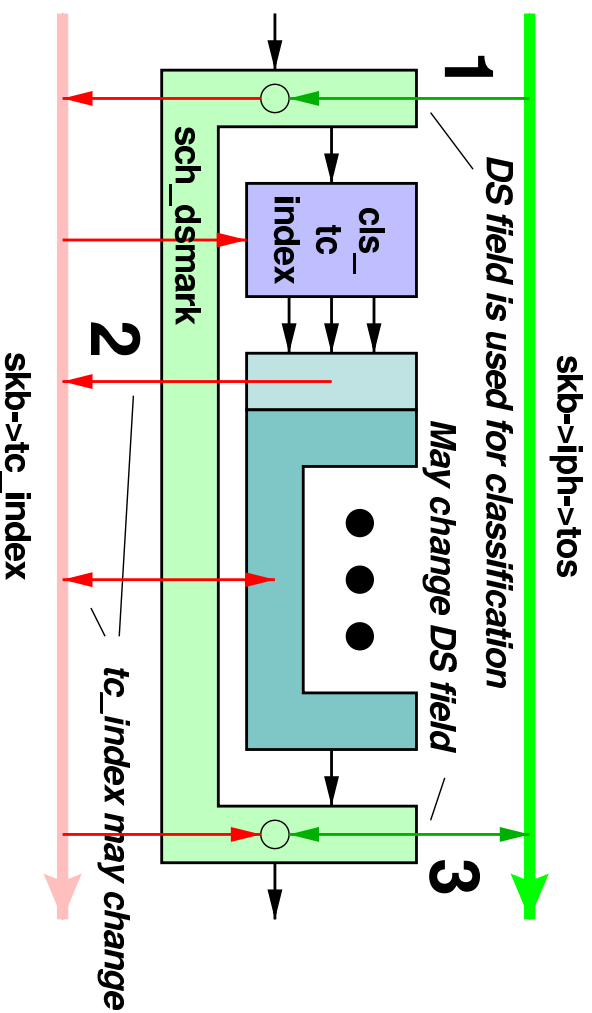 skb->iph->tos
DS field is used for classification
1
3
May change DS field
cls_
tc
index
sch_dsmark
2
tc_index may change
skb->tc_index